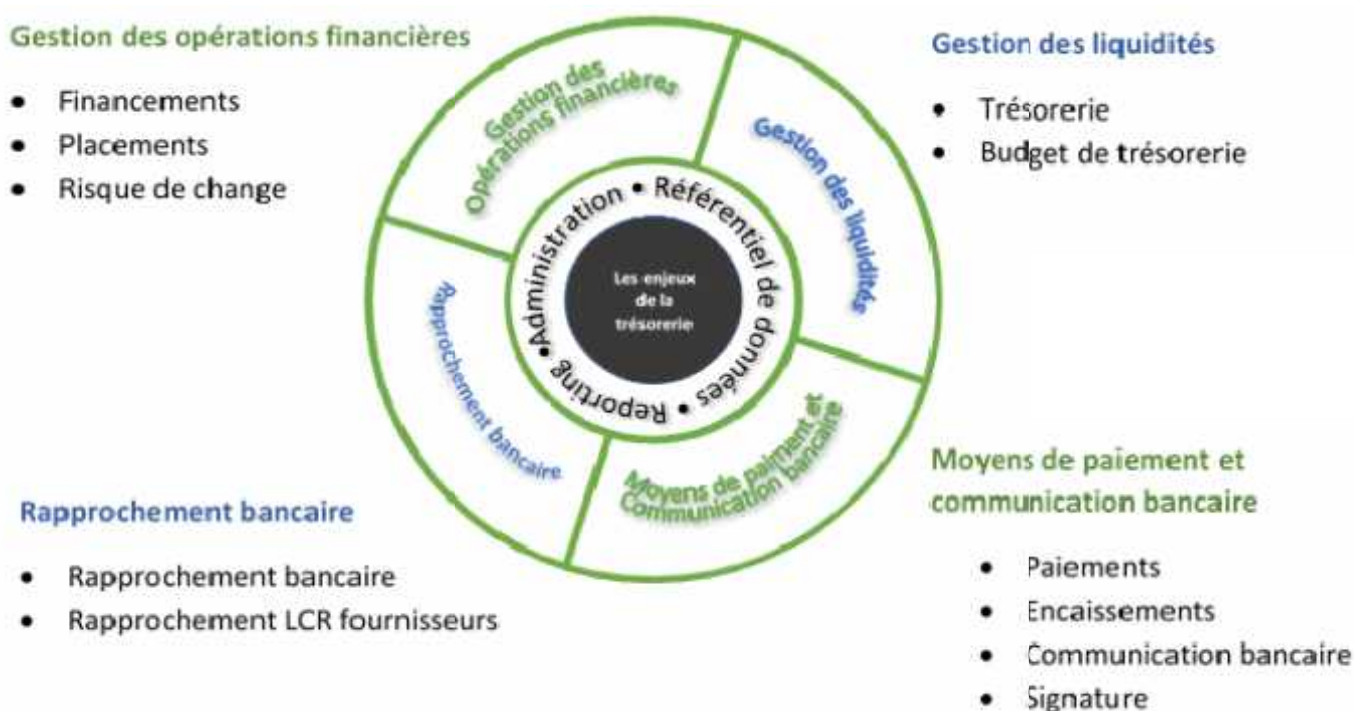 Gestion des opérations financières
• Financements
• Placements
• Risque de change
Gestion des liquidités
• Trésorerie
• Budget de trésorerie
Gestion des
Opérations financières
Gestion des liquidités
Moyens de paiment et
Communication bancaire
Rapprochement bancaire
• Administration • Référentiel de données • Reporting
Les enjeux
de la
trésorerie
Rapprochement bancaire
• Rapprochement bancaire
• Rapprochement LCR fournisseurs
Moyens de paiement et
communication bancaire
• Paiements
• Encaissements
• Communication bancaire
• Signature